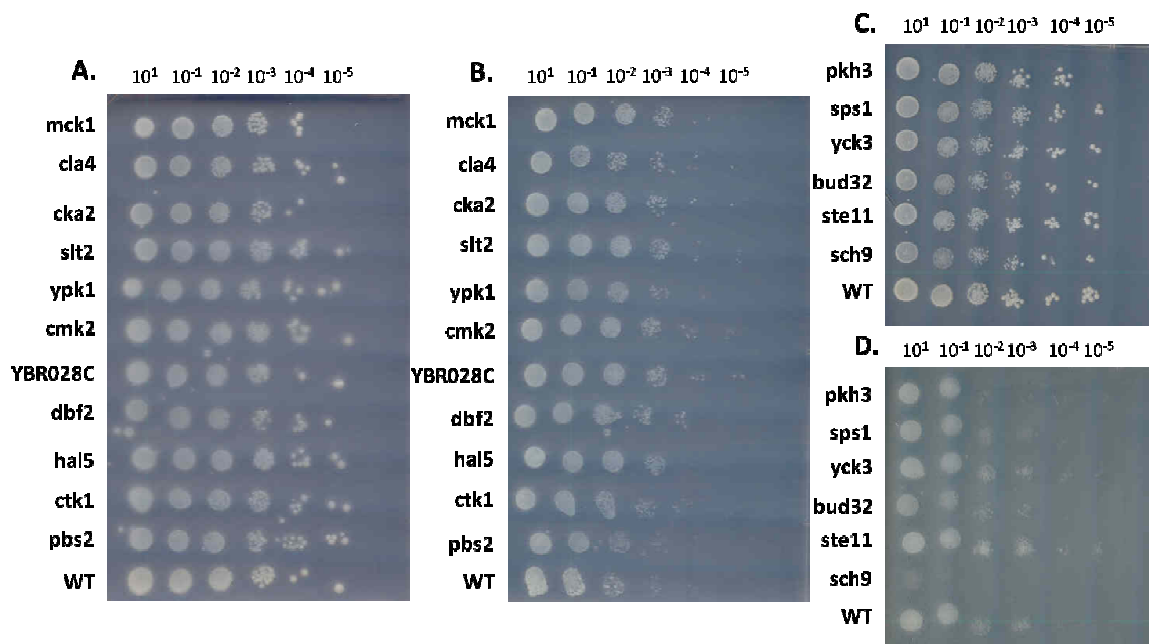 A. 10¹ 10⁻¹ 10⁻² 10⁻³ 10⁻⁴ 10⁻⁵
mck1
cla4
cka2
slt2
ypk1
cmk2
YBR028C
dbf2
hal5
ctk1
pbs2
WT
B. 10¹ 10⁻¹ 10⁻² 10⁻³ 10⁻⁴ 10⁻⁵
mck1
cla4
cka2
slt2
ypk1
cmk2
YBR028C
dbf2
hal5
ctk1
pbs2
WT
C. 10¹ 10⁻¹ 10⁻² 10⁻³ 10⁻⁴ 10⁻⁵
pkh3
sps1
yck3
bud32
ste11
sch9
WT
D. 10¹ 10⁻¹ 10⁻² 10⁻³ 10⁻⁴ 10⁻⁵
pkh3
sps1
yck3
bud32
ste11
sch9
WT